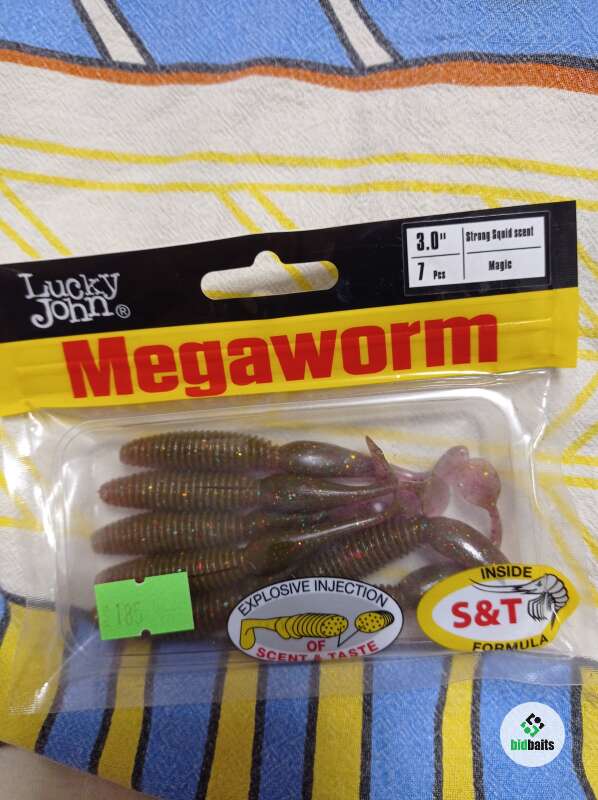 3.0" Strong Squid scent
7 Pcs Magic
Lucky
John®
Megaworm
185
EXPLOSIVE INJECTION
OF
SCENT & TASTE
INSIDE
S&T
FORMULA
bidbaits